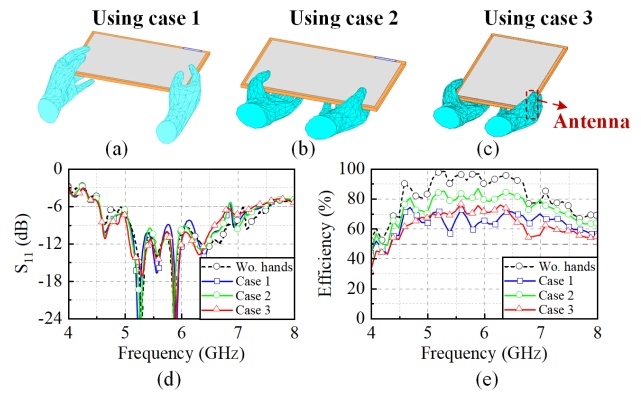 Using case 1
Using case 2
Using case 3
Antenna
(a)
(b)
(c)
S11 (dB)
0
-6
-12
-18
-24
Wo. hands
Case 1
Case 2
Case 3
4 5 6 7 8
Frequency (GHz)
(d)
Efficiency (%)
100
80
60
40
20
0
Wo. hands
Case 1
Case 2
Case 3
4 5 6 7 8
Frequency (GHz)
(e)